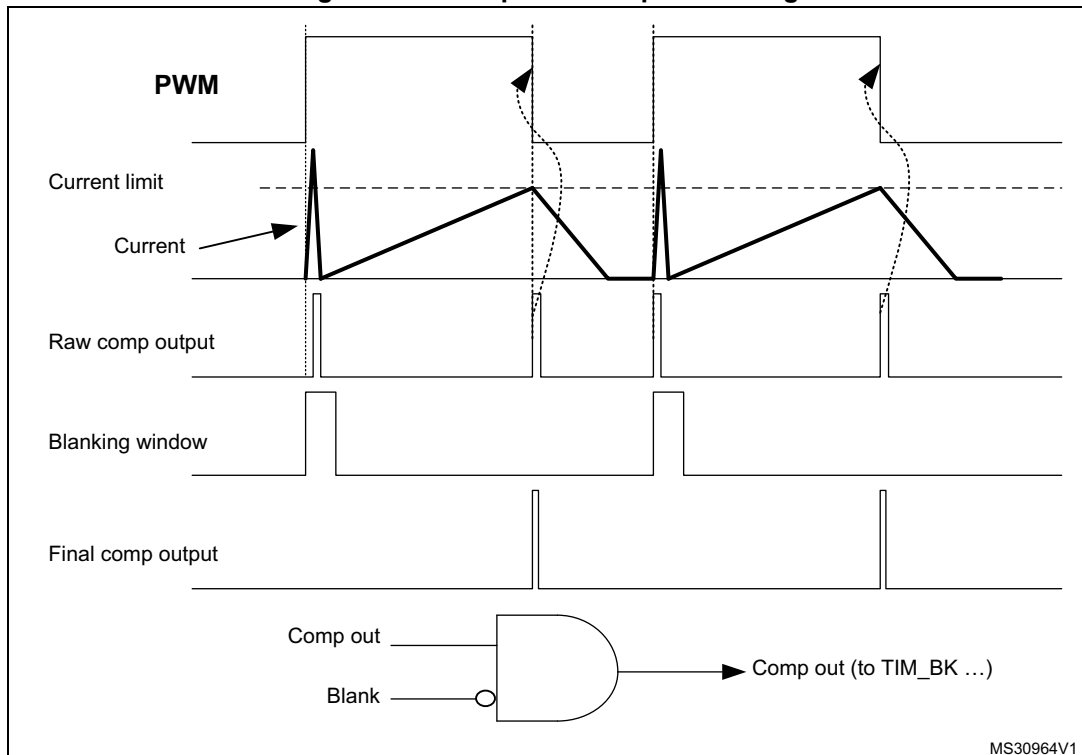 PWM
Current limit
Current
Raw comp output
Blanking window
Final comp output
Comp out
Comp out (to TIM_BK …)
Blank
MS30964V1